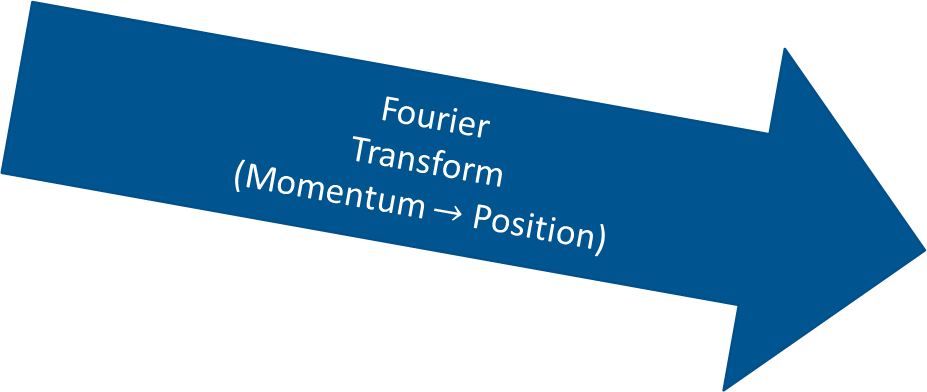 Fourier
Transform
(Momentum → Position)